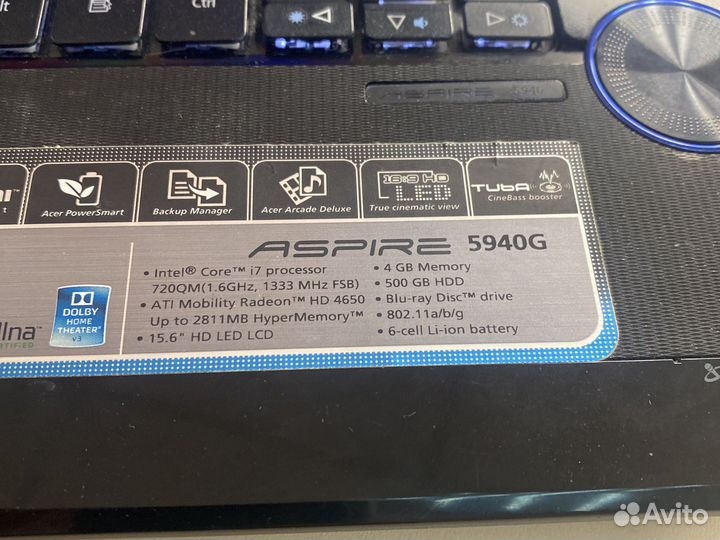 lt
Ctrl
ASPIRE 5940
Acer PowerSmart
Backup Manager
Acer Arcade Deluxe
16:9 HD
LED
True cinematic view
TUBA
CineBass booster
ASPIRE 5940G
• Intel® Core™ i7 processor
720QM(1.6GHz, 1333 MHz FSB)
• ATI Mobility Radeon™ HD 4650
Up to 2811MB HyperMemory™
• 15.6" HD LED LCD
• 4 GB Memory
• 500 GB HDD
• Blu-ray Disc™ drive
• 802.11a/b/g
• 6-cell Li-ion battery
DOLBY
HOME
THEATER®
v3
lna™
Avito